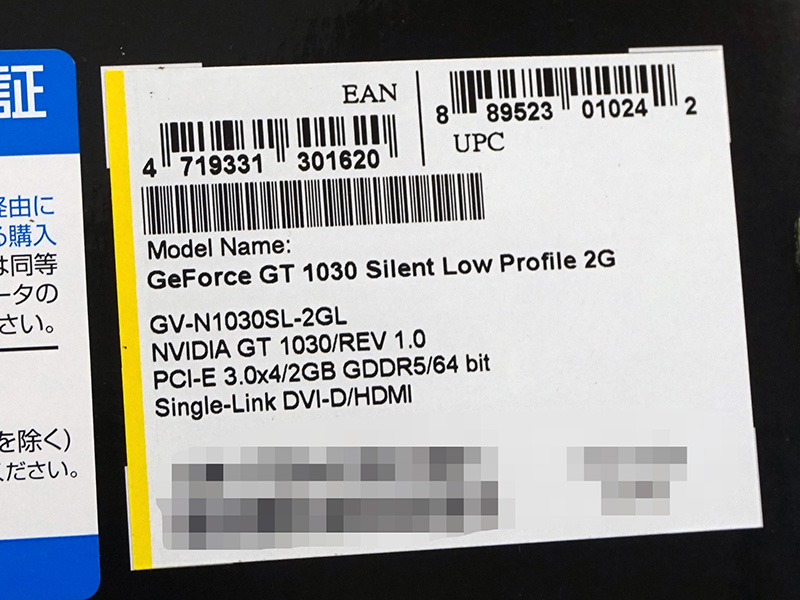 証
経由に
る購入
は同等
ータの
さい。
を除く)
ください。
EAN
4 719331 301620
8 89523 01024 2
UPC
Model Name:
GeForce GT 1030 Silent Low Profile 2G
GV-N1030SL-2GL
NVIDIA GT 1030/REV 1.0
PCI-E 3.0x4/2GB GDDR5/64 bit
Single-Link DVI-D/HDMI